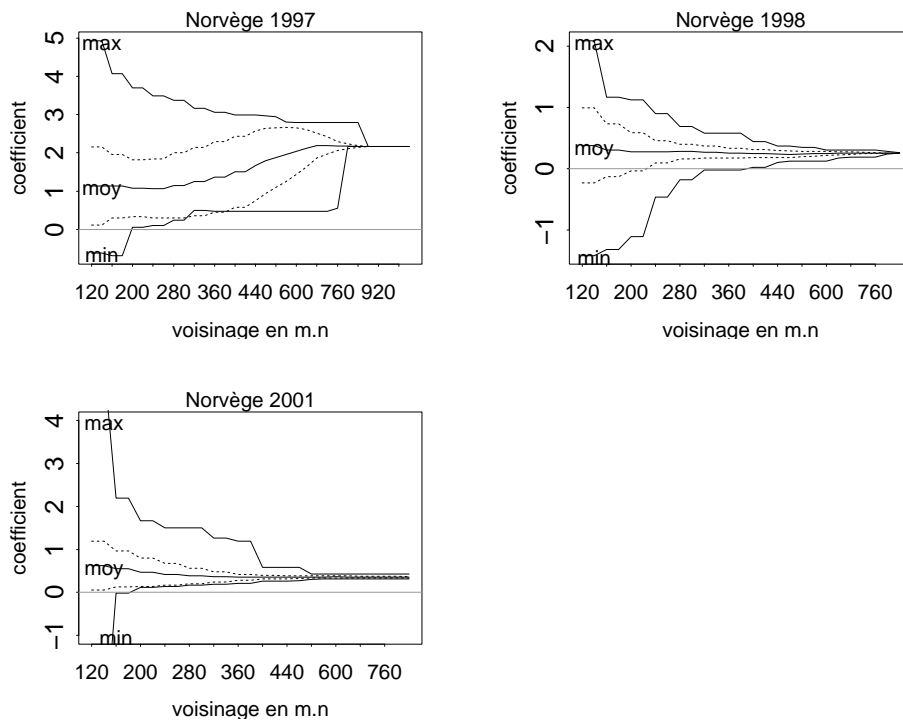 Norvège 1997
coefficient
5
4
3
2
1
0
max
moy
min
120 200 280 360 440 600 760 920
voisinage en m.n
Norvège 1998
coefficient
2
1
0
−1
max
moy
min
120 200 280 360 440 600 760
voisinage en m.n
Norvège 2001
coefficient
4
3
2
1
0
−1
max
moy
min
120 200 280 360 440 600 760
voisinage en m.n